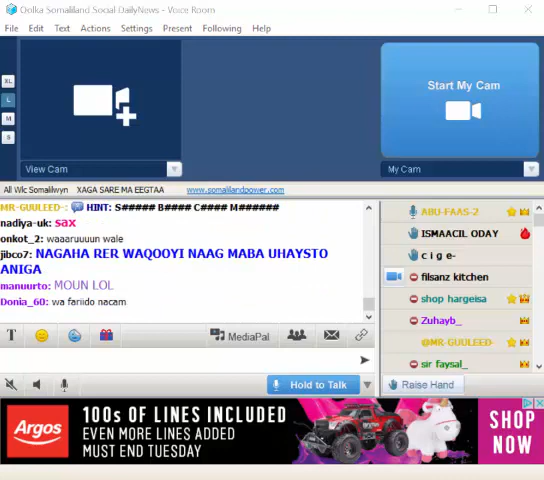 Qolka Somaliland Social DailyNews - Voice Room
File Edit Text Actions Settings Present Following Help
XL
L
M
S
Start My Cam
View Cam
My Cam
All Wlc Somalilwyn XAGA SARE MA EEGTAA www.somalilandpower.com
MR-GUULEED-: HINT: S##### B#### C#### M######
nadiya-uk: sax
onkot_2: waaaruuuun wale
jibco7: NAGAHA RER WAQOOYI NAAG MABA UHAYSTO
ANIGA
manuurto: MOUN LOL
Donia_60: wa fariido nacam
ABU-FAAS-2
ISMAACIL ODAY
c i g e-
filsanz kitchen
shop hargeisa
Zuhayb_
@MR-GUULEED-
sir faysal_
T
MediaPal
Hold to Talk
Raise Hand
Argos
100s OF LINES INCLUDED
EVEN MORE LINES ADDED
MUST END TUESDAY
SHOP
NOW